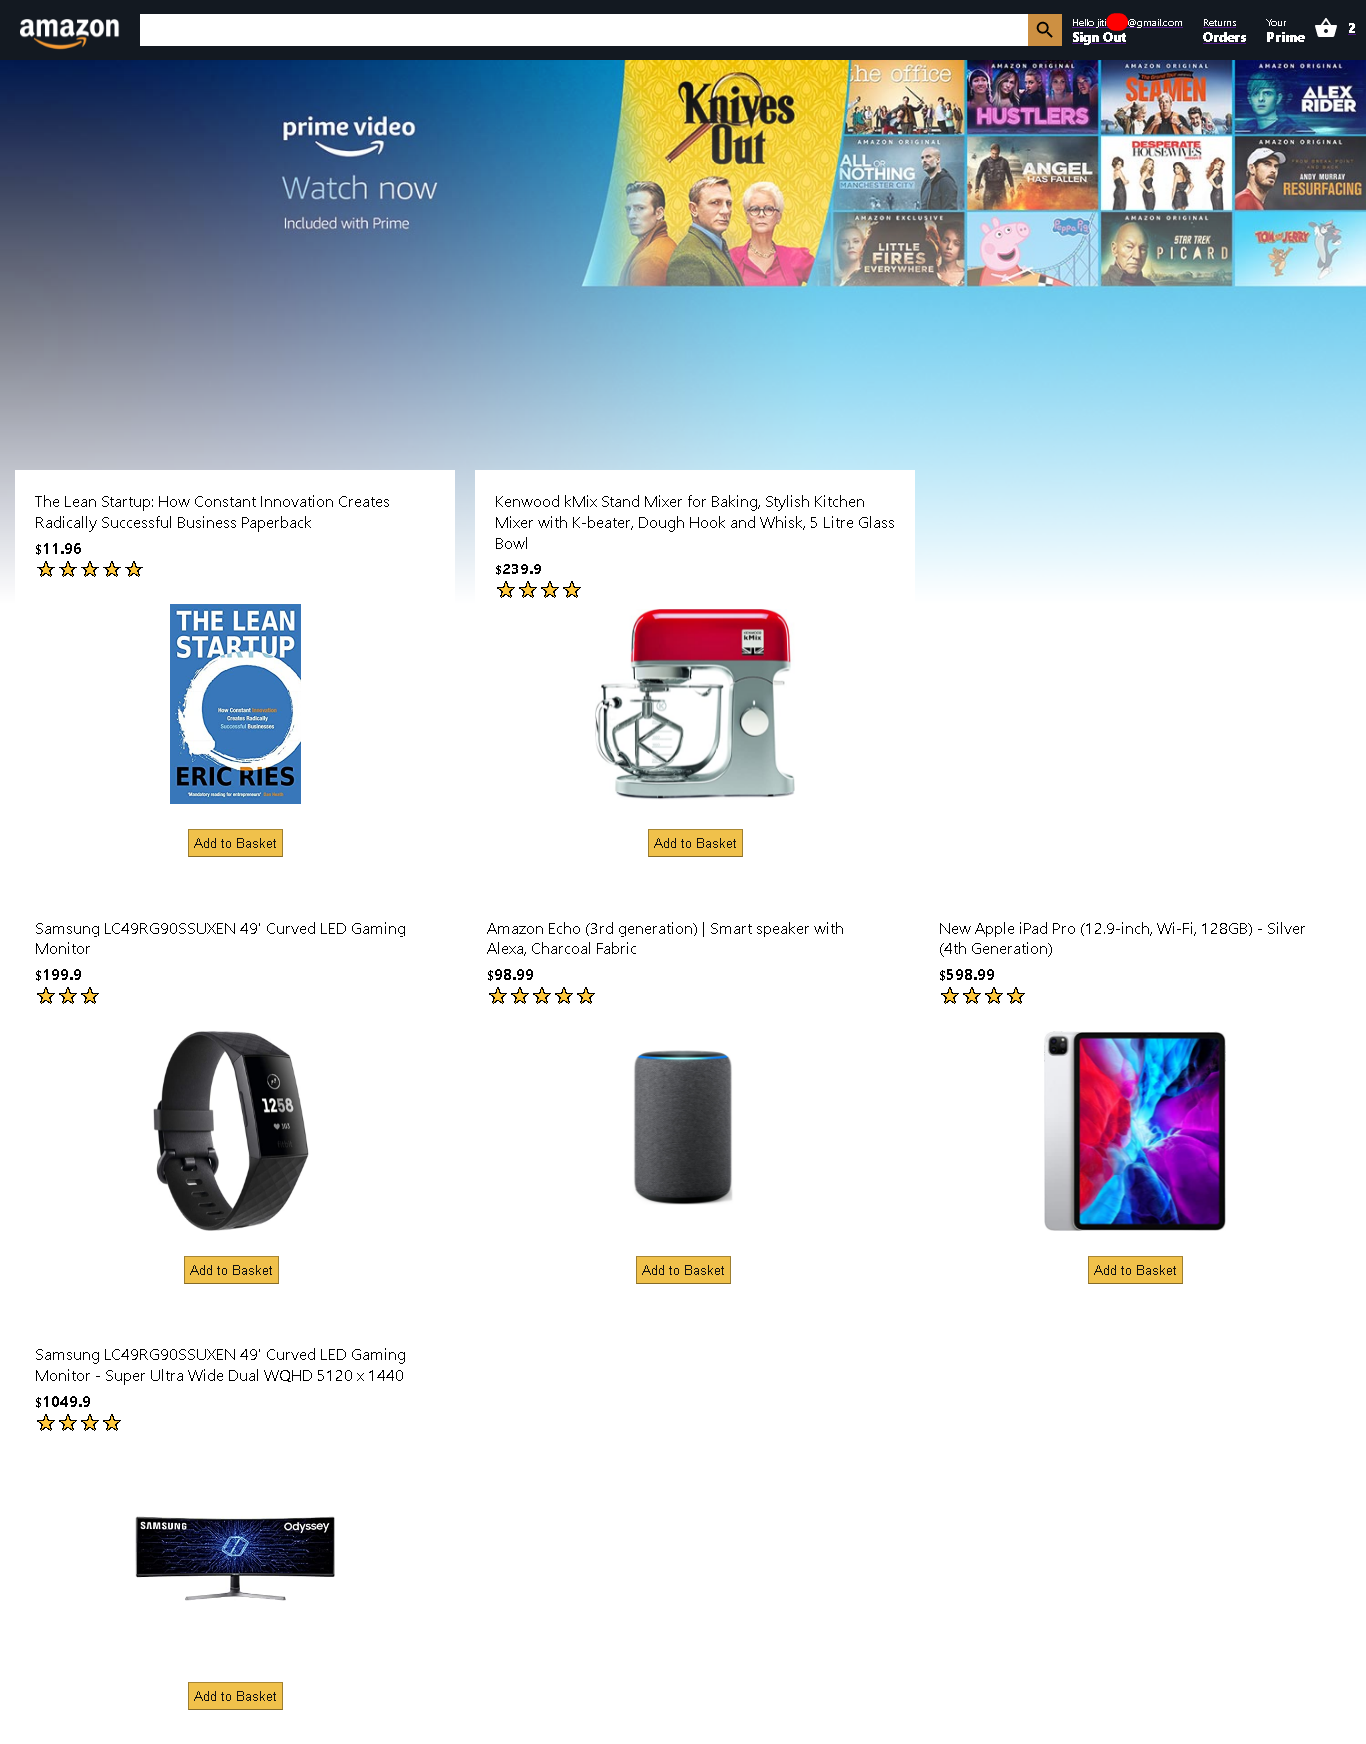 amazon
Hello jiti @gmail.com
Sign Out
Returns
Orders
Your
Prime
2
prime video
Watch now
Included with Prime
Knives
Out
the office
AMAZON ORIGINAL
HUSTLERS
AMAZON ORIGINAL
The Grand Tour
SEAMEN
AMAZON ORIGINAL
ALEX
RIDER
AMAZON ORIGINAL
ALL OR
NOTHING
MANCHESTER CITY
ANGEL
HAS FALLEN
DESPERATE
HOUSEWIVES
AMAZON ORIGINAL
ANDY MURRAY
RESURFACING
AMAZON EXCLUSIVE
LITTLE
FIRES
EVERYWHERE
Peppa Pig
AMAZON ORIGINAL
STAR TREK
PICARD
TOM and JERRY
The Lean Startup: How Constant Innovation Creates
Radically Successful Business Paperback
$11.96
THE LEAN
STARTUP
How Constant Innovation
Creates Radically
Successful Businesses
ERIC RIES
'Mandatory reading for entrepreneurs'
Add to Basket
Kenwood kMix Stand Mixer for Baking, Stylish Kitchen
Mixer with K-beater, Dough Hook and Whisk, 5 Litre Glass
Bowl
$239.9
kMix
Add to Basket
Samsung LC49RG90SSUXEN 49' Curved LED Gaming
Monitor
$199.9
1258
103
Add to Basket
Amazon Echo (3rd generation) | Smart speaker with
Alexa, Charcoal Fabric
$98.99
Add to Basket
New Apple iPad Pro (12.9-inch, Wi-Fi, 128GB) - Silver
(4th Generation)
$598.99
Add to Basket
Samsung LC49RG90SSUXEN 49' Curved LED Gaming
Monitor - Super Ultra Wide Dual WQHD 5120 x 1440
$1049.9
SAMSUNG
Odyssey
Add to Basket